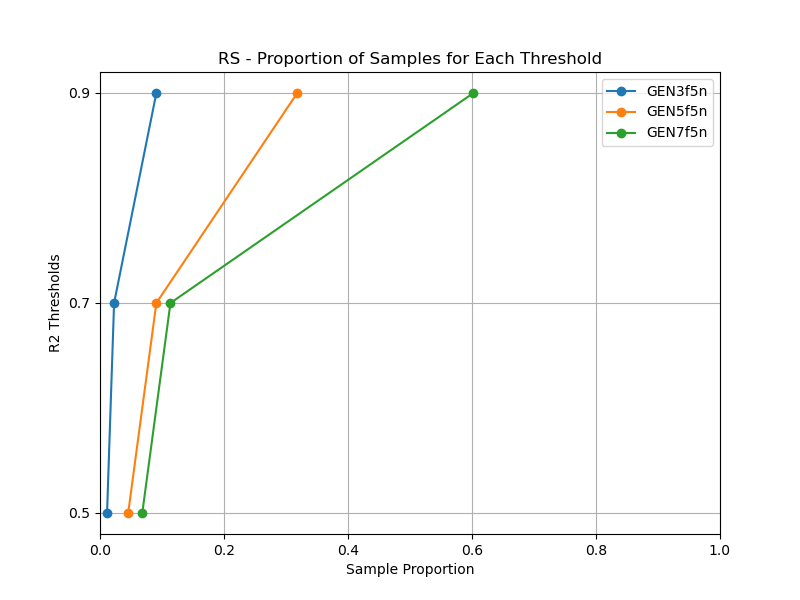 RS - Proportion of Samples for Each Threshold
GEN3f5n
GEN5f5n
GEN7f5n
R2 Thresholds
0.9
0.7
0.5
0.0 0.2 0.4 0.6 0.8 1.0
Sample Proportion